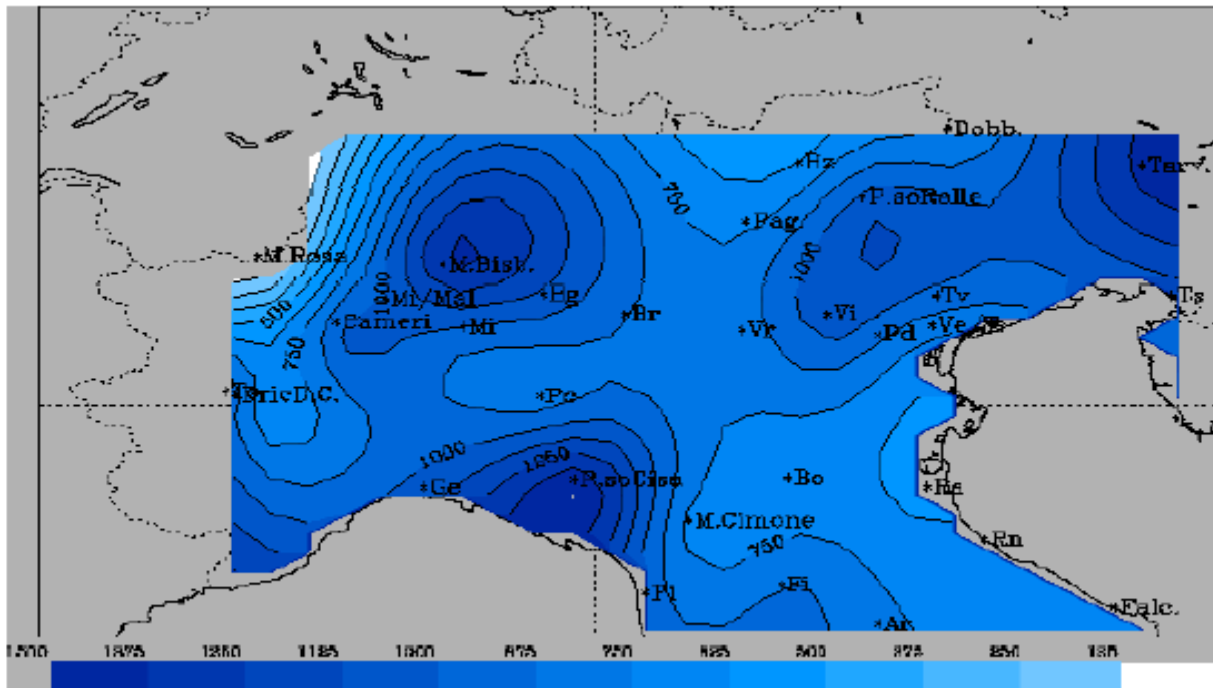 *Dobb.
*Bz
*Tarv.
750
*P.soRolle
*Pag.
*M.Rosa
*M.Bisb.
1000
1000
*Mi/Mal
*Bg
*Tv
*Ts
500
*Cameri
*Mi
*Br
*Vr
*Vi
*Pd
*Ve
750
*BricD.C.
*Pc
1000
1250
*Ge
*P.soCisa
*Bo
*M.Cimone
750
*Rn
*Pi
*Fi
*Falc.
*Ar
1500 1375 1250 1125 1000 875 750 625 500 375 250 125